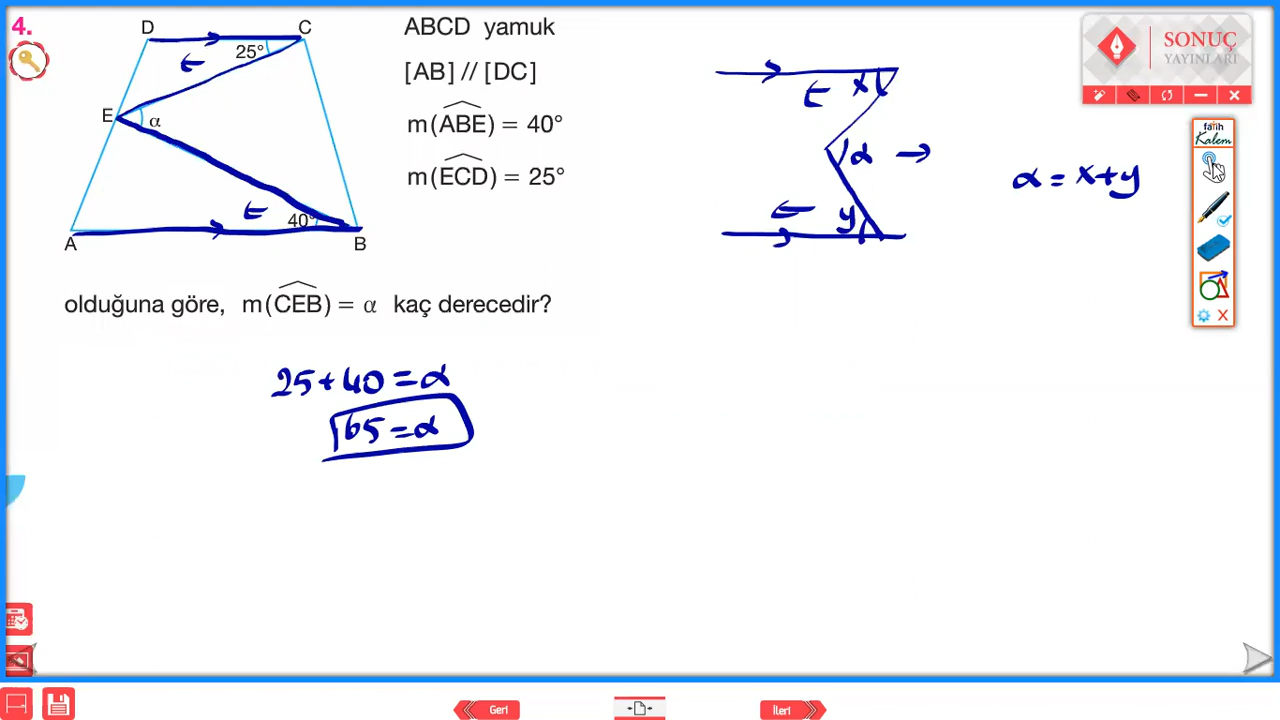 4.
D
C
25°
E
α
40°
A
B
ABCD yamuk
[AB] // [DC]
m(ABE) = 40°
m(ECD) = 25°
olduğuna göre, m(CEB) = α kaç derecedir?
25+40=α
65=α
x
α →
y
α = x+y
SONUÇ
YAYINLARI
fatih
Kalem
Geri
İleri